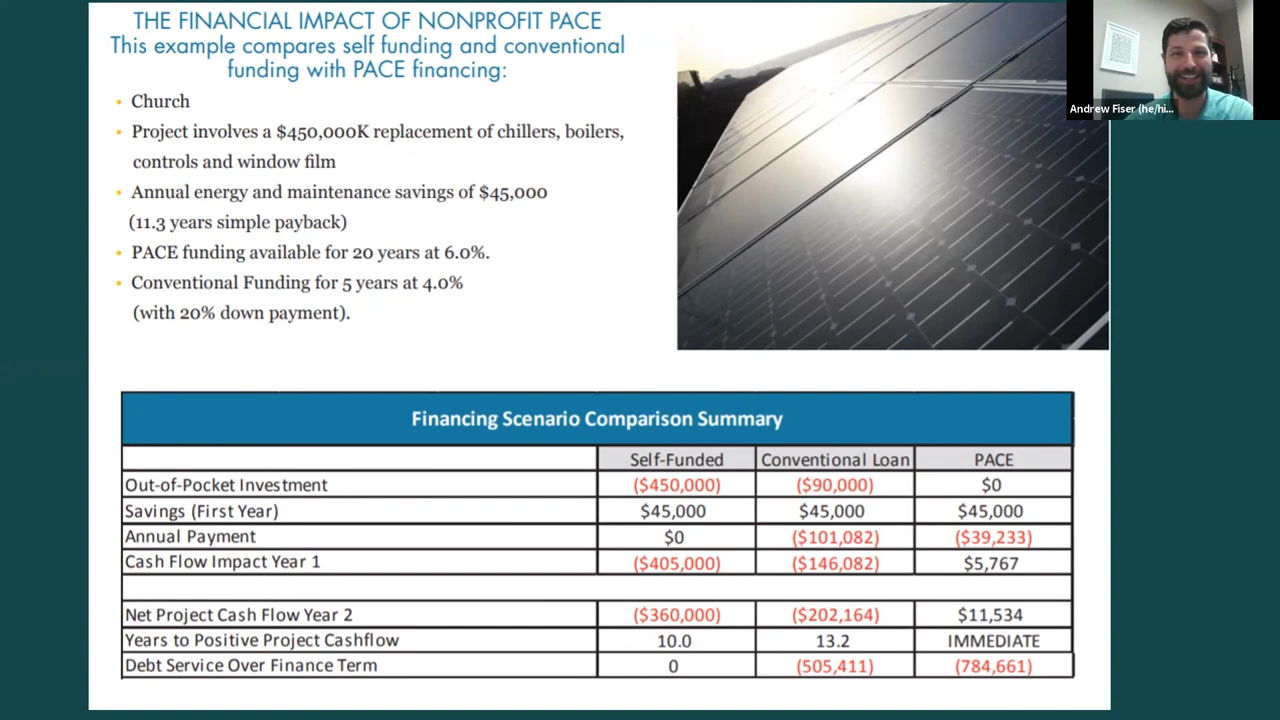 THE FINANCIAL IMPACT OF NONPROFIT PACE
This example compares self funding and conventional
funding with PACE financing:
• Church
• Project involves a $450,000K replacement of chillers, boilers,
controls and window film
• Annual energy and maintenance savings of $45,000
(11.3 years simple payback)
• PACE funding available for 20 years at 6.0%.
• Conventional Funding for 5 years at 4.0%
(with 20% down payment).
Andrew Fiser (he/hi...
Financing Scenario Comparison Summary
Self-Funded Conventional Loan PACE
Out-of-Pocket Investment ($450,000) ($90,000) $0
Savings (First Year) $45,000 $45,000 $45,000
Annual Payment $0 ($101,082) ($39,233)
Cash Flow Impact Year 1 ($405,000) ($146,082) $5,767
Net Project Cash Flow Year 2 ($360,000) ($202,164) $11,534
Years to Positive Project Cashflow 10.0 13.2 IMMEDIATE
Debt Service Over Finance Term 0 (505,411) (784,661)